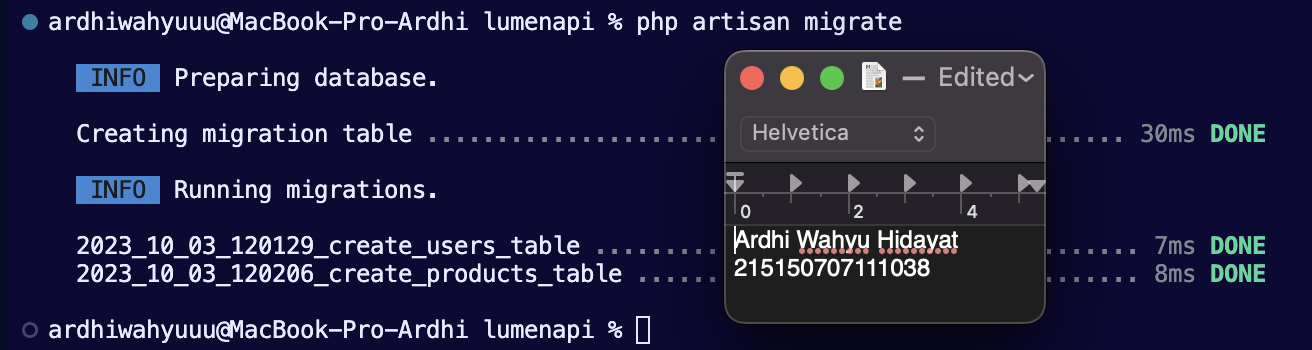 ardhiwahyuuu@MacBook-Pro-Ardhi lumenapi % php artisan migrate
INFO Preparing database.
Creating migration table ........................................ 30ms DONE
INFO Running migrations.
2023_10_03_120129_create_users_table ............................ 7ms DONE
2023_10_03_120206_create_products_table ......................... 8ms DONE
ardhiwahyuuu@MacBook-Pro-Ardhi lumenapi %
— Edited
Helvetica
0 2 4
Ardhi Wahyu Hidayat
215150707111038